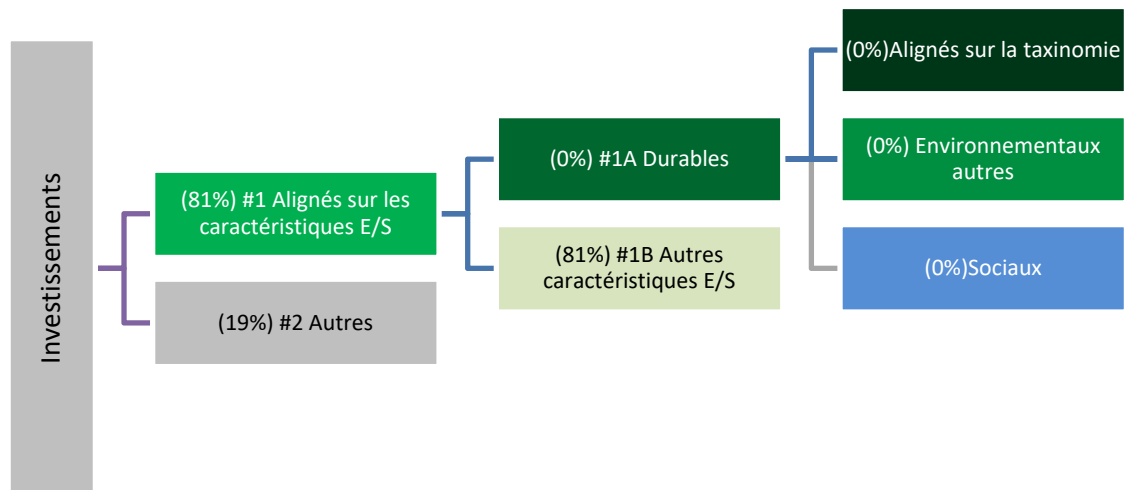 Investissements
(81%) #1 Alignés sur les
caractéristiques E/S
(19%) #2 Autres
(0%) #1A Durables
(81%) #1B Autres
caractéristiques E/S
(0%)Alignés sur la taxinomie
(0%) Environnementaux
autres
(0%)Sociaux